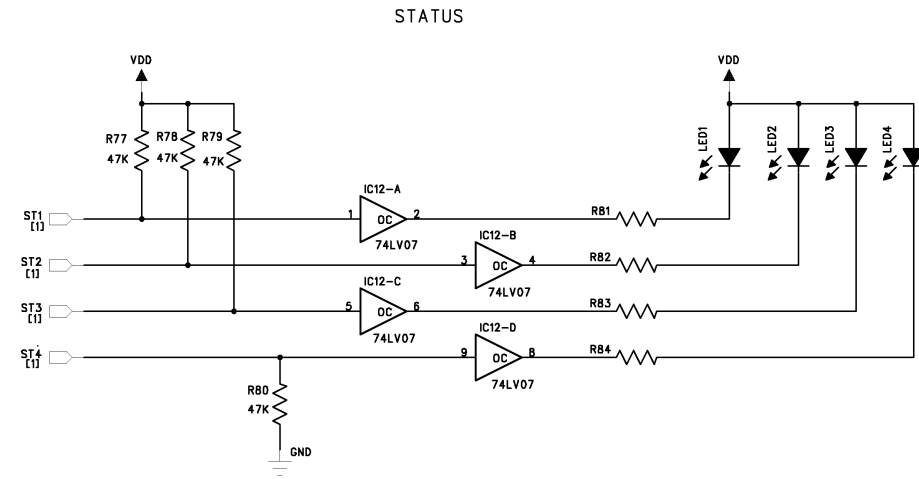 STATUS
VDD
VDD
R77
47K
R78
47K
R79
47K
LED1
LED2
LED3
LED4
ST1
[1]
1
IC12-A
OC
2
74LV07
R81
ST2
[1]
3
IC12-B
OC
4
74LV07
R82
ST3
[1]
5
IC12-C
OC
6
74LV07
R83
ST4
[1]
9
IC12-D
OC
8
74LV07
R84
R80
47K
GND